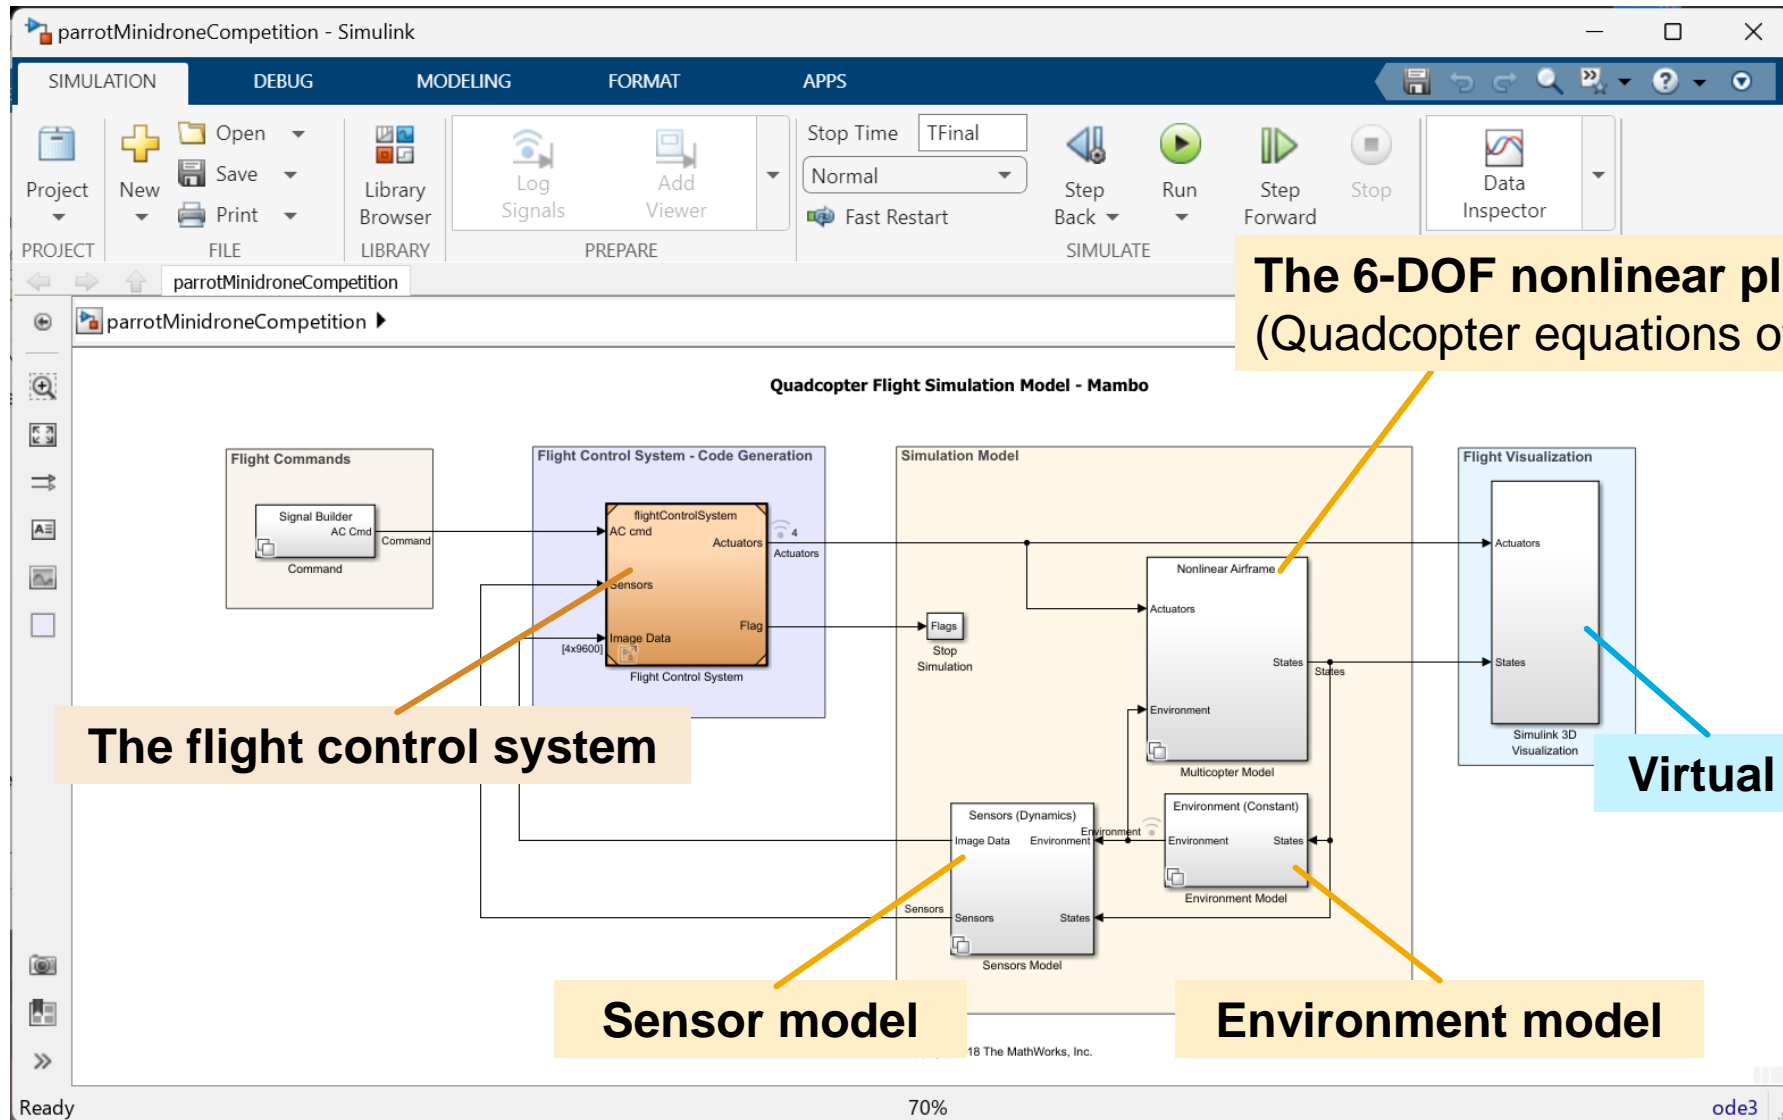 parrotMinidroneCompetition - Simulink
SIMULATION DEBUG MODELING FORMAT APPS
Project
New
Open
Save
Print
Library
Browser
Log
Signals
Add
Viewer
Stop Time TFinal
Normal
Fast Restart
Step
Back
Run
Step
Forward
Stop
Data
Inspector
PROJECT FILE LIBRARY PREPARE SIMULATE
parrotMinidroneCompetition
parrotMinidroneCompetition
The 6-DOF nonlinear pl
(Quadcopter equations o
Quadcopter Flight Simulation Model - Mambo
Flight Commands
Signal Builder
AC Cmd
Command
Command
Flight Control System - Code Generation
flightControlSystem
AC cmd
Actuators
4
Actuators
Sensors
Flag
Image Data
[4x9600]
Flight Control System
The flight control system
Simulation Model
Flags
Stop
Simulation
Nonlinear Airframe
Actuators
States
States
Environment
Multicopter Model
Flight Visualization
Actuators
States
Simulink 3D
Visualization
Virtual
Sensors (Dynamics)
Image Data
Environment
Environment
Sensors
Sensors
States
Sensors Model
Environment (Constant)
Environment
States
Environment Model
Sensor model
Environment model
18 The MathWorks, Inc.
Ready 70% ode3